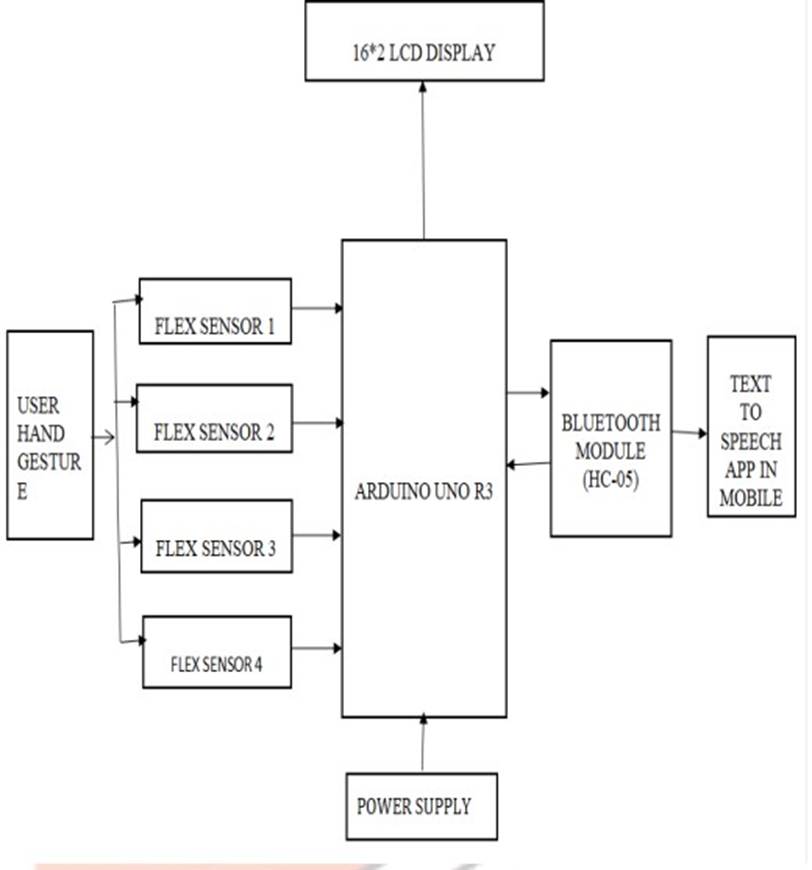 16*2 LCD DISPLAY
FLEX SENSOR 1
FLEX SENSOR 2
FLEX SENSOR 3
FLEX SENSOR 4
USER
HAND
GESTUR
E
ARDUINO UNO R3
BLUETOOTH
MODULE
(HC-05)
TEXT
TO
SPEECH
APP IN
MOBILE
POWER SUPPLY